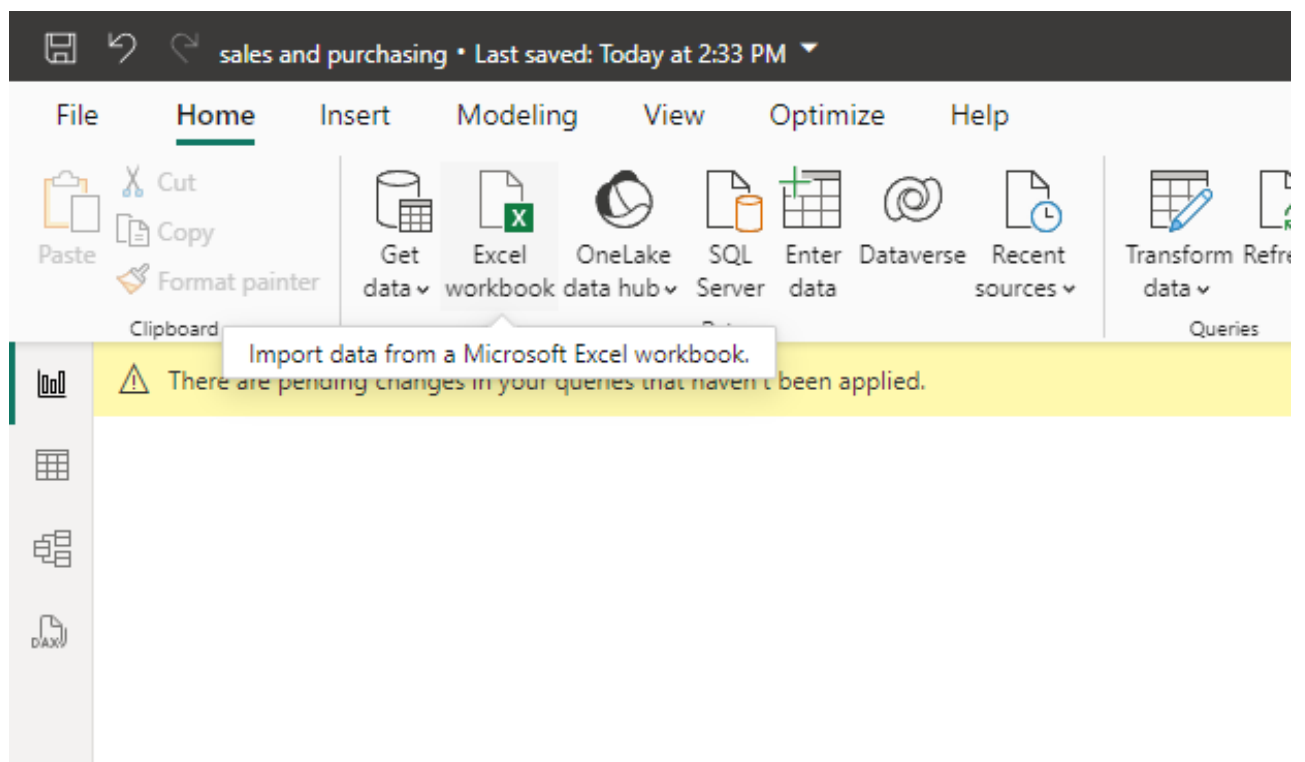 sales and purchasing • Last saved: Today at 2:33 PM
File Home Insert Modeling View Optimize Help
Paste
Cut
Copy
Format painter
Clipboard
Get data
Excel workbook
OneLake data hub
SQL Server
Enter data
Dataverse
Recent sources
Transform data
Refre
Queries
Import data from a Microsoft Excel workbook.
There are pending changes in your queries that haven't been applied.
DAX